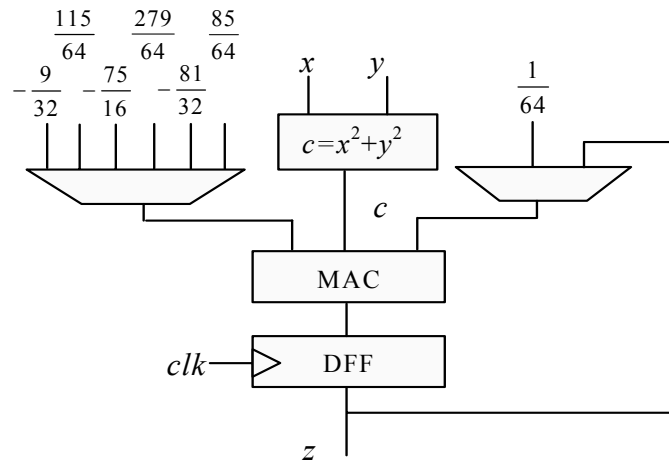 115/64 279/64 85/64
-9/32 -75/16 -81/32
x y
1/64
c=x²+y²
c
MAC
clk DFF
z